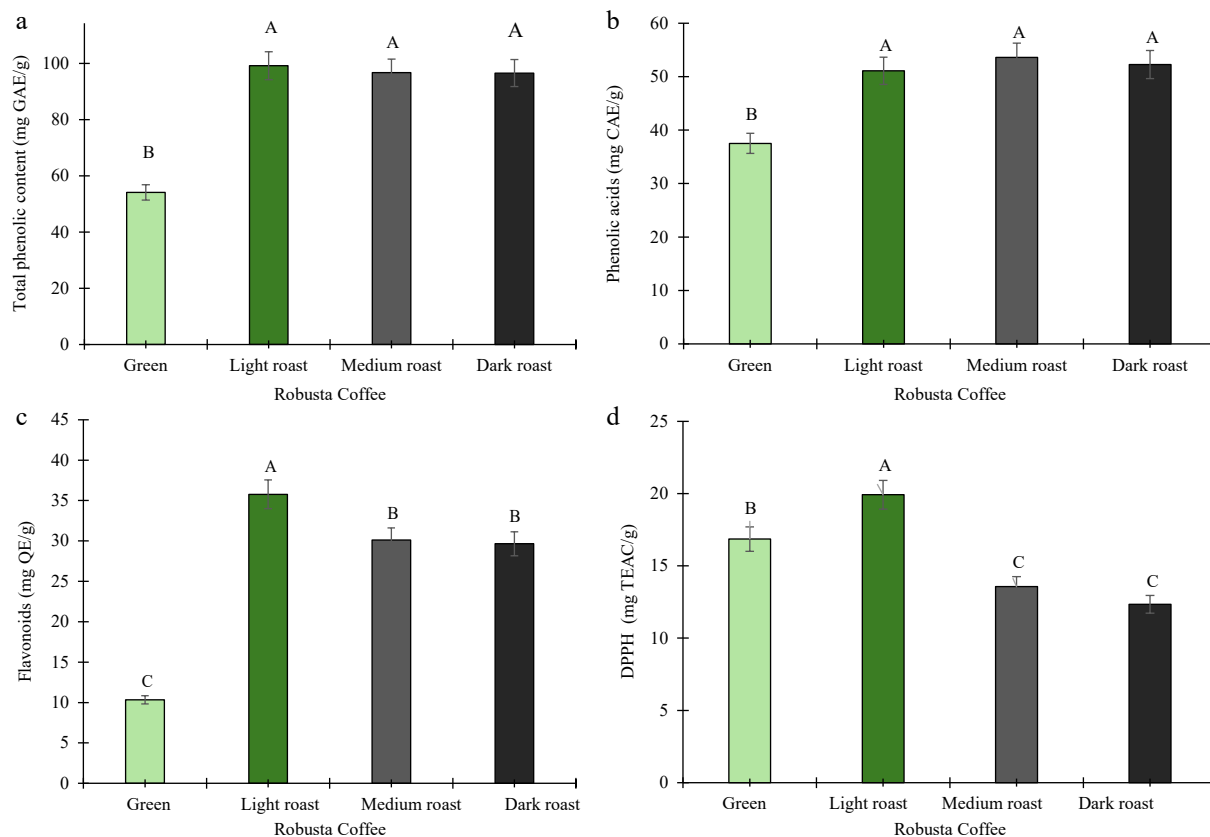 a
Total phenolic content (mg GAE/g)
100
80
60
40
20
0
B
A
A
A
Green
Light roast
Medium roast
Dark roast
Robusta Coffee
b
Phenolic acids (mg CAE/g)
60
50
40
30
20
10
0
B
A
A
A
Green
Light roast
Medium roast
Dark roast
Robusta Coffee
c
Flavonoids (mg QE/g)
45
40
35
30
25
20
15
10
5
0
C
A
B
B
Green
Light roast
Medium roast
Dark roast
Robusta Coffee
d
DPPH (mg TEAC/g)
25
20
15
10
5
0
B
A
C
C
Green
Light roast
Medium roast
Dark roast
Robusta Coffee